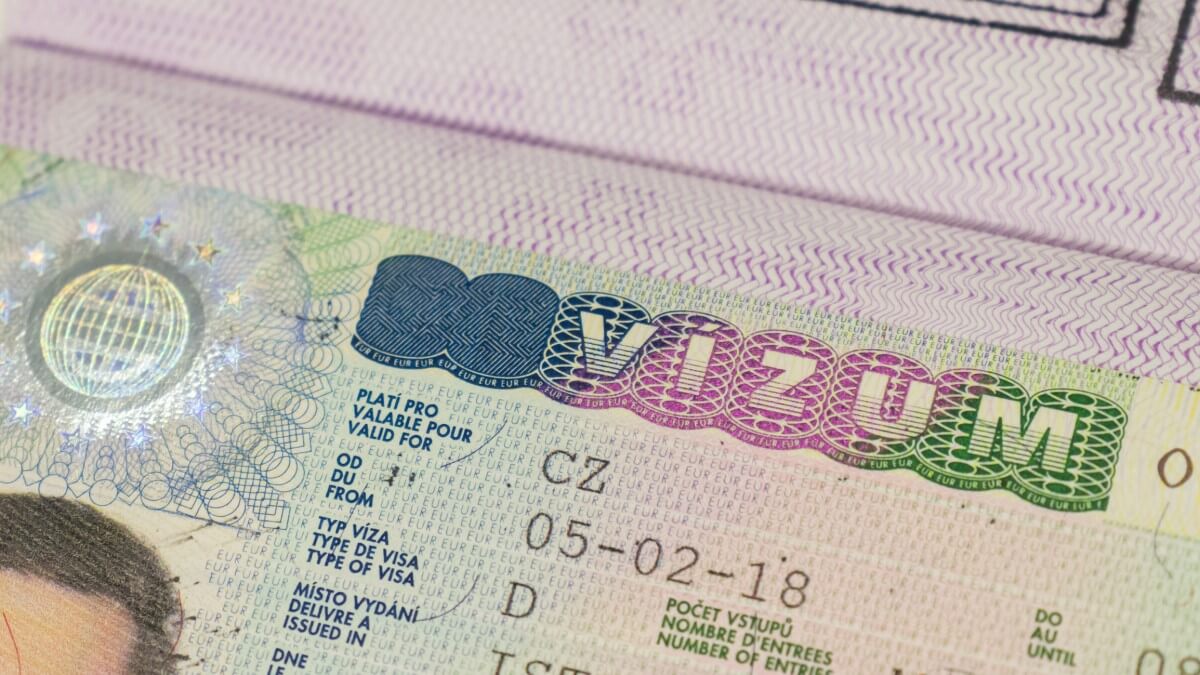 VÍZUM
PLATÍ PRO
VALABLE POUR
VALID FOR
CZ
OD
DU
FROM
05-02-18
DO
AU
UNTIL
TYP VÍZA
TYPE DE VISA
TYPE OF VISA
D
POČET VSTUPŮ
NOMBRE D'ENTREES
NUMBER OF ENTRIES
MÍSTO VYDÁNÍ
DELIVRE A
ISSUED IN
DNE
LE